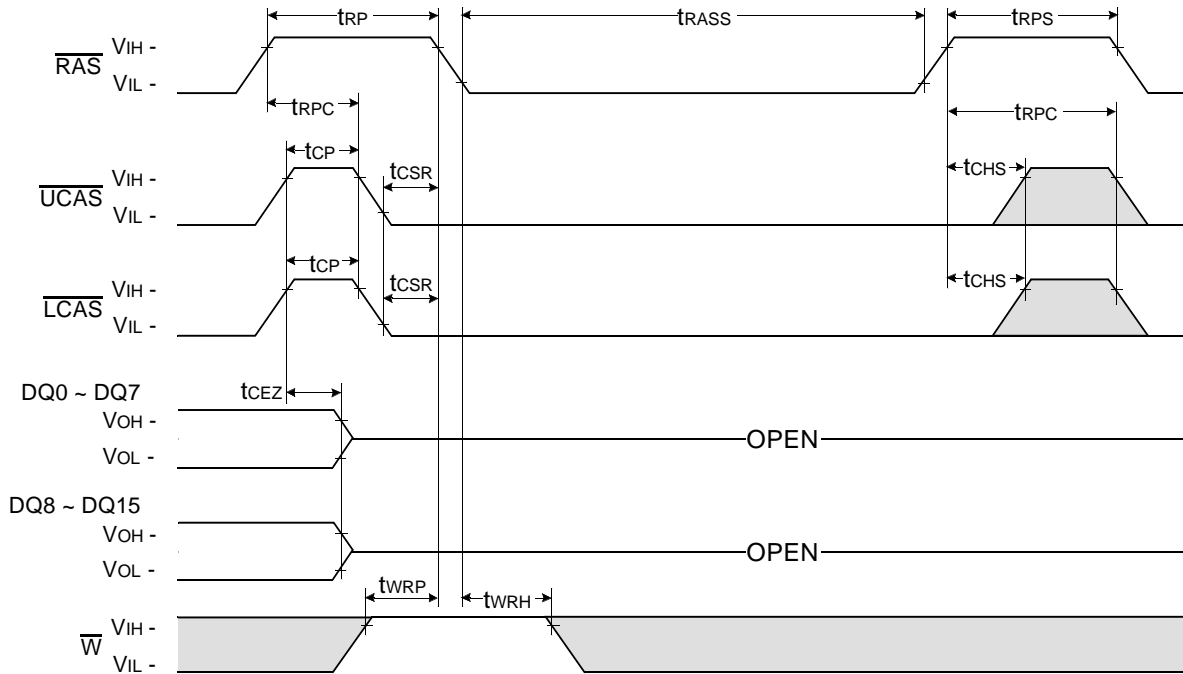 tRP
tRASS
tRPS
RAS
VIH -
VIL -
tRPC
tRPC
tCP
tCSR
tCHS
UCAS
VIH -
VIL -
tCP
tCSR
tCHS
LCAS
VIH -
VIL -
DQ0 ~ DQ7
tCEZ
VOH -
VOL -
OPEN
DQ8 ~ DQ15
VOH -
VOL -
OPEN
tWRP
tWRH
W
VIH -
VIL -